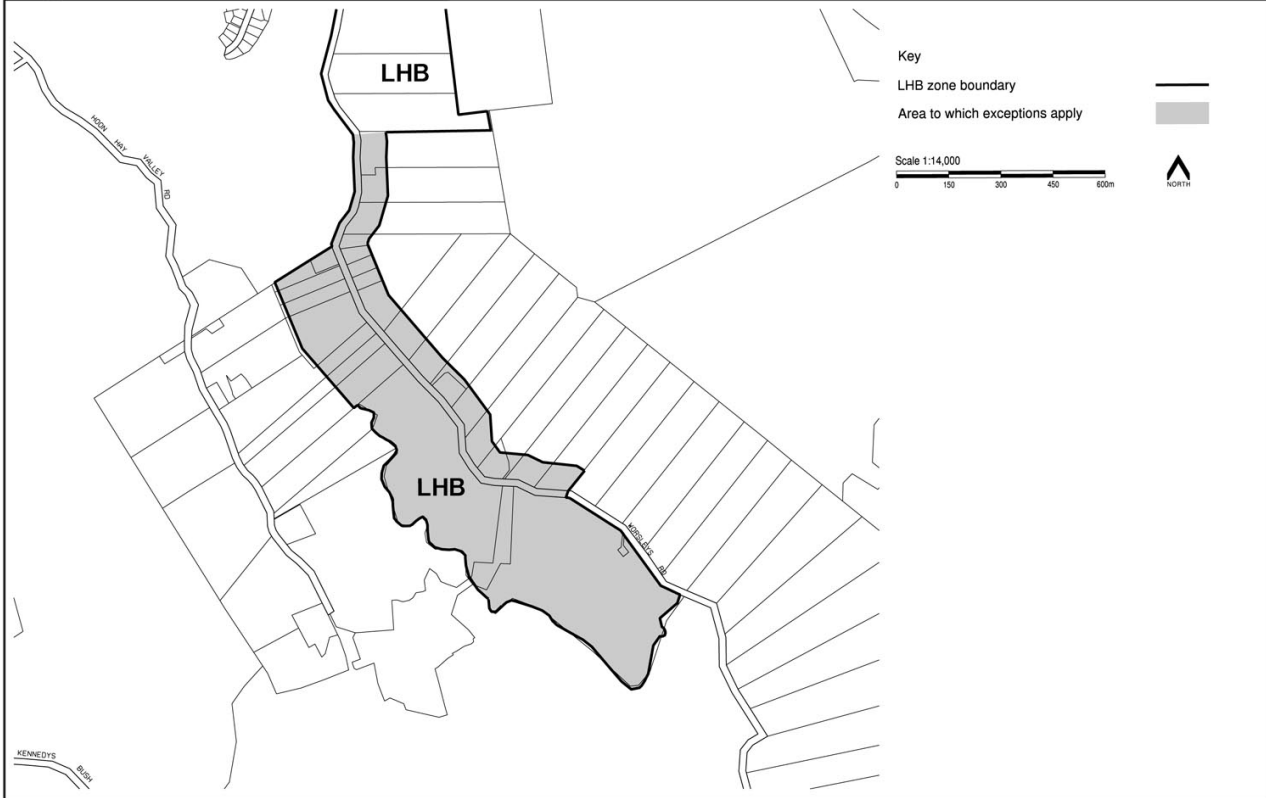 LHB
HOON HAY VALLEY RD
LHB
WORSLEYS RD
KENNEDYS BUSH
Key
LHB zone boundary
Area to which exceptions apply
Scale 1:14,000
0 150 300 450 600m
NORTH